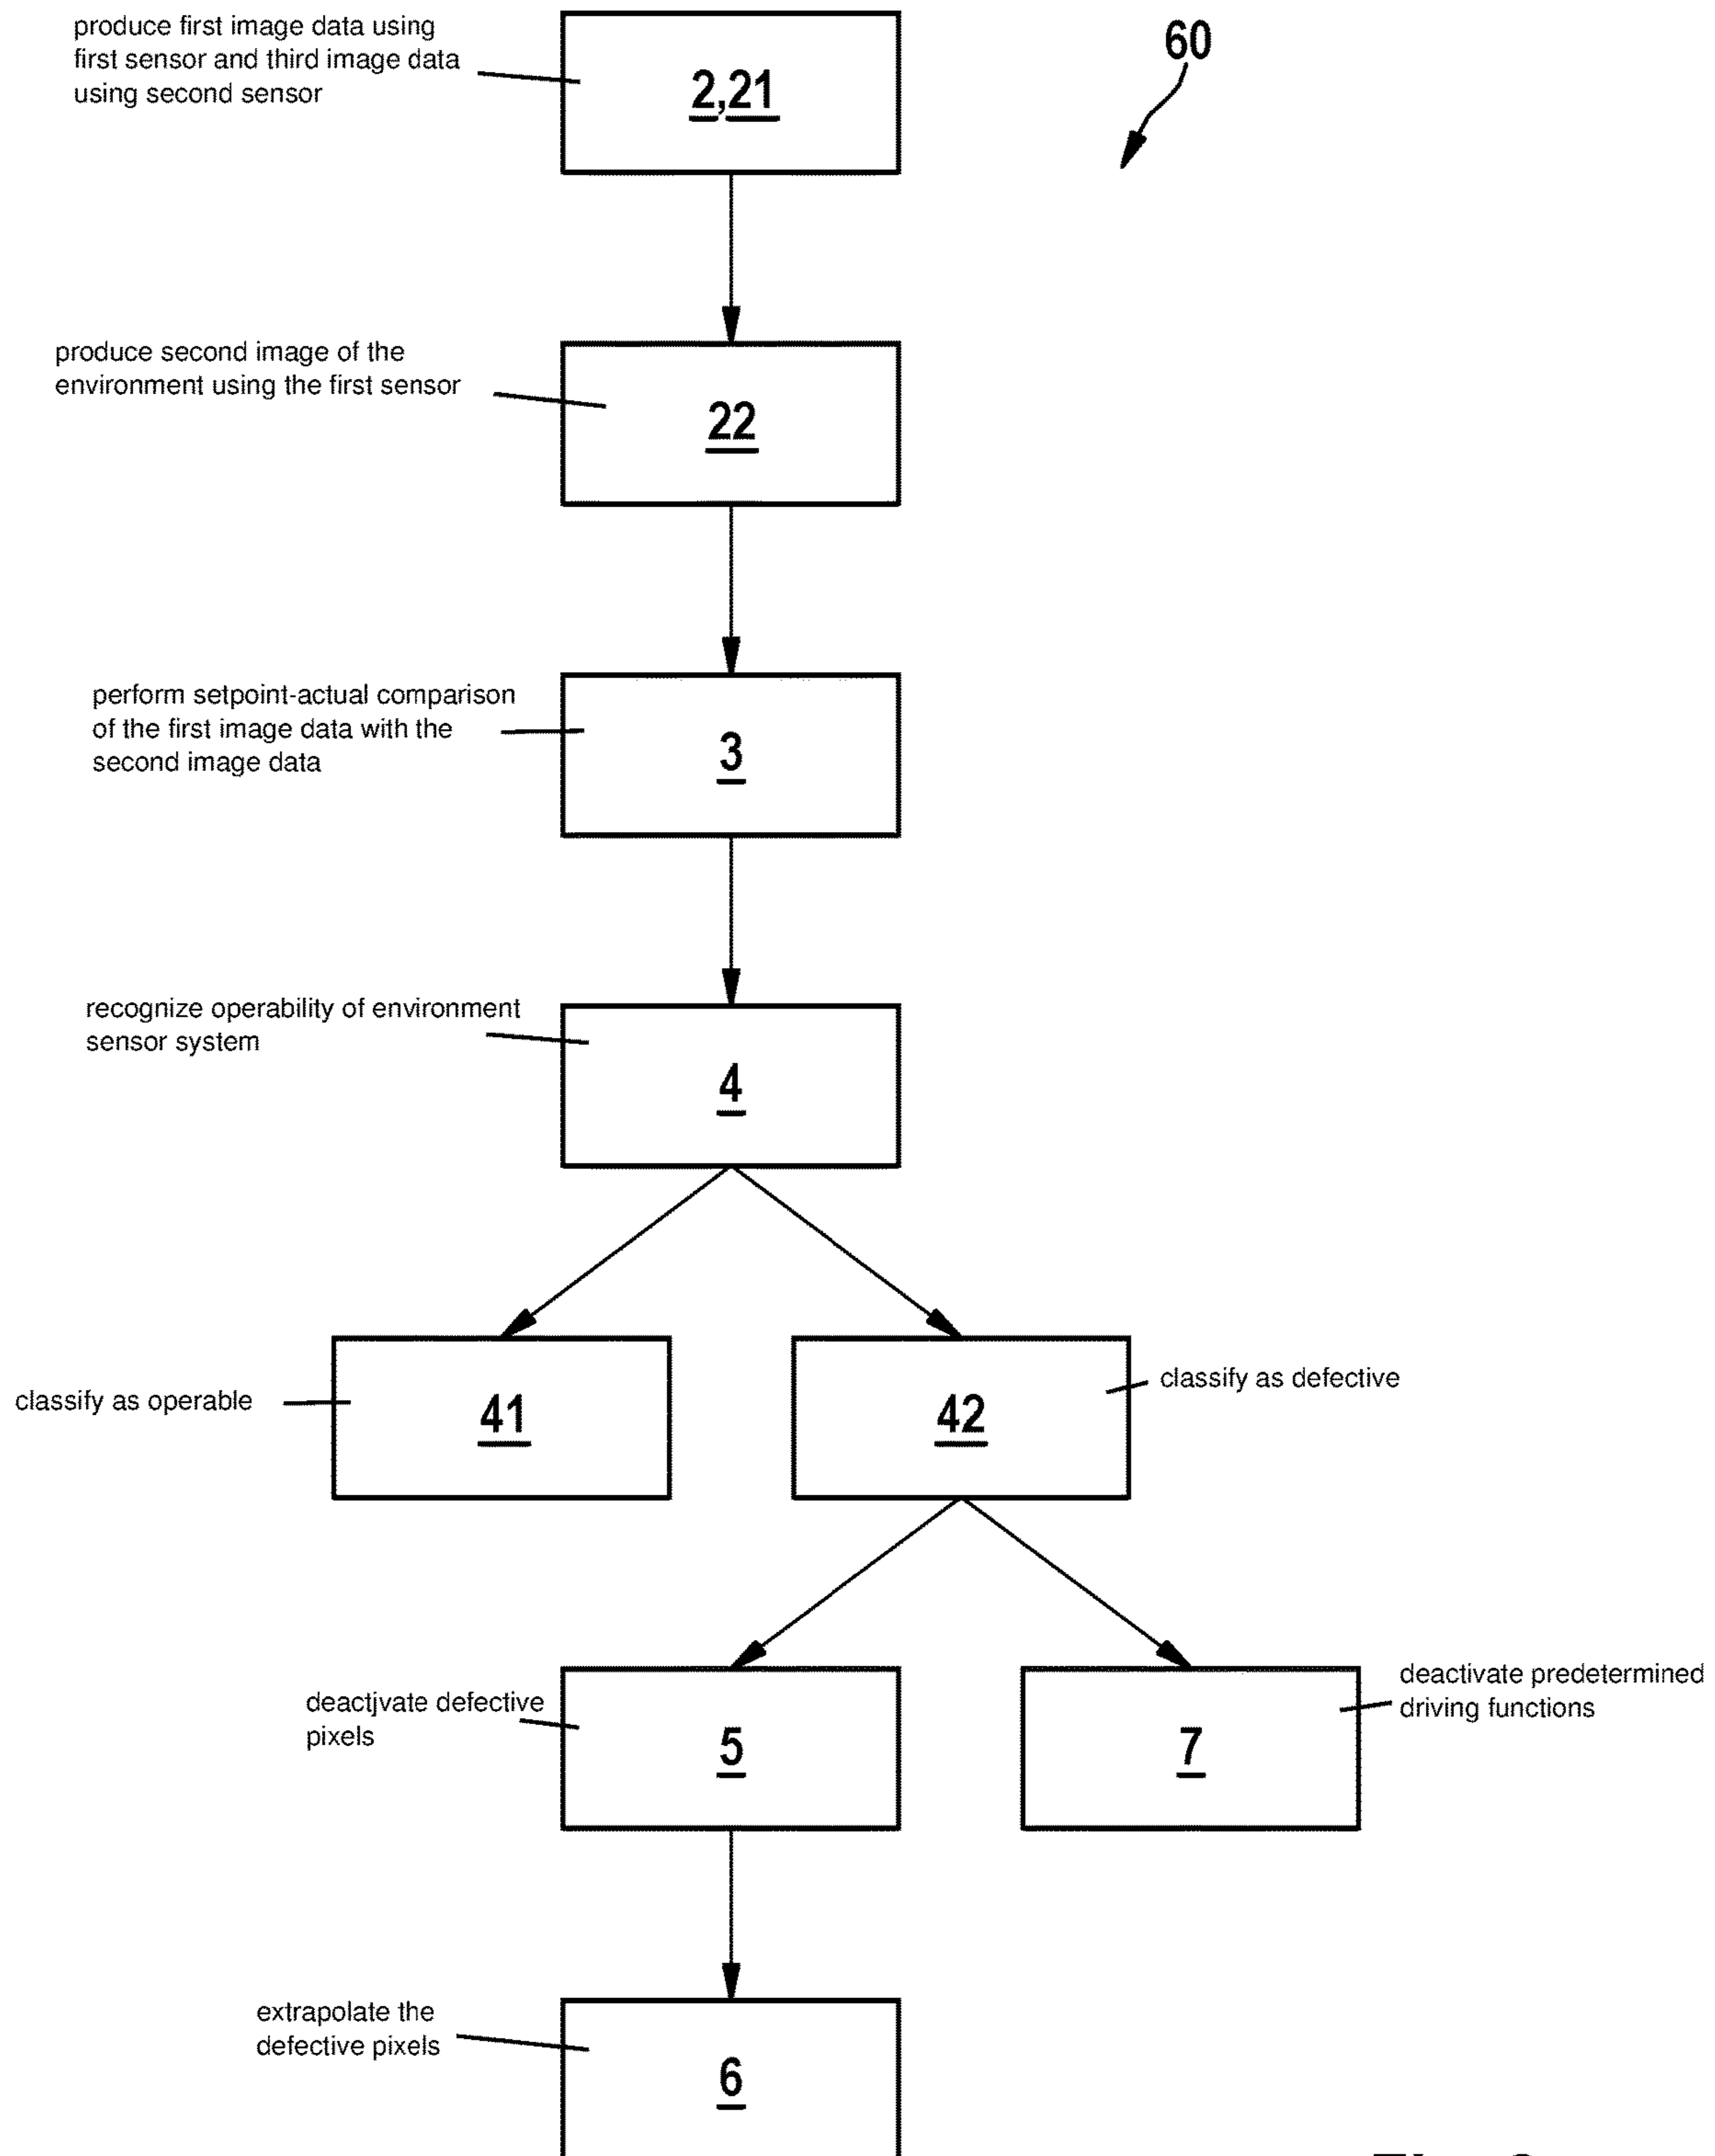 produce first image data using
first sensor and third image data
using second sensor
2,21
60
produce second image of the
environment using the first sensor
22
perform setpoint-actual comparison
of the first image data with the
second image data
3
recognize operability of environment
sensor system
4
classify as operable
41
42
classify as defective
deactivate defective
pixels
5
7
deactivate predetermined
driving functions
extrapolate the
defective pixels
6